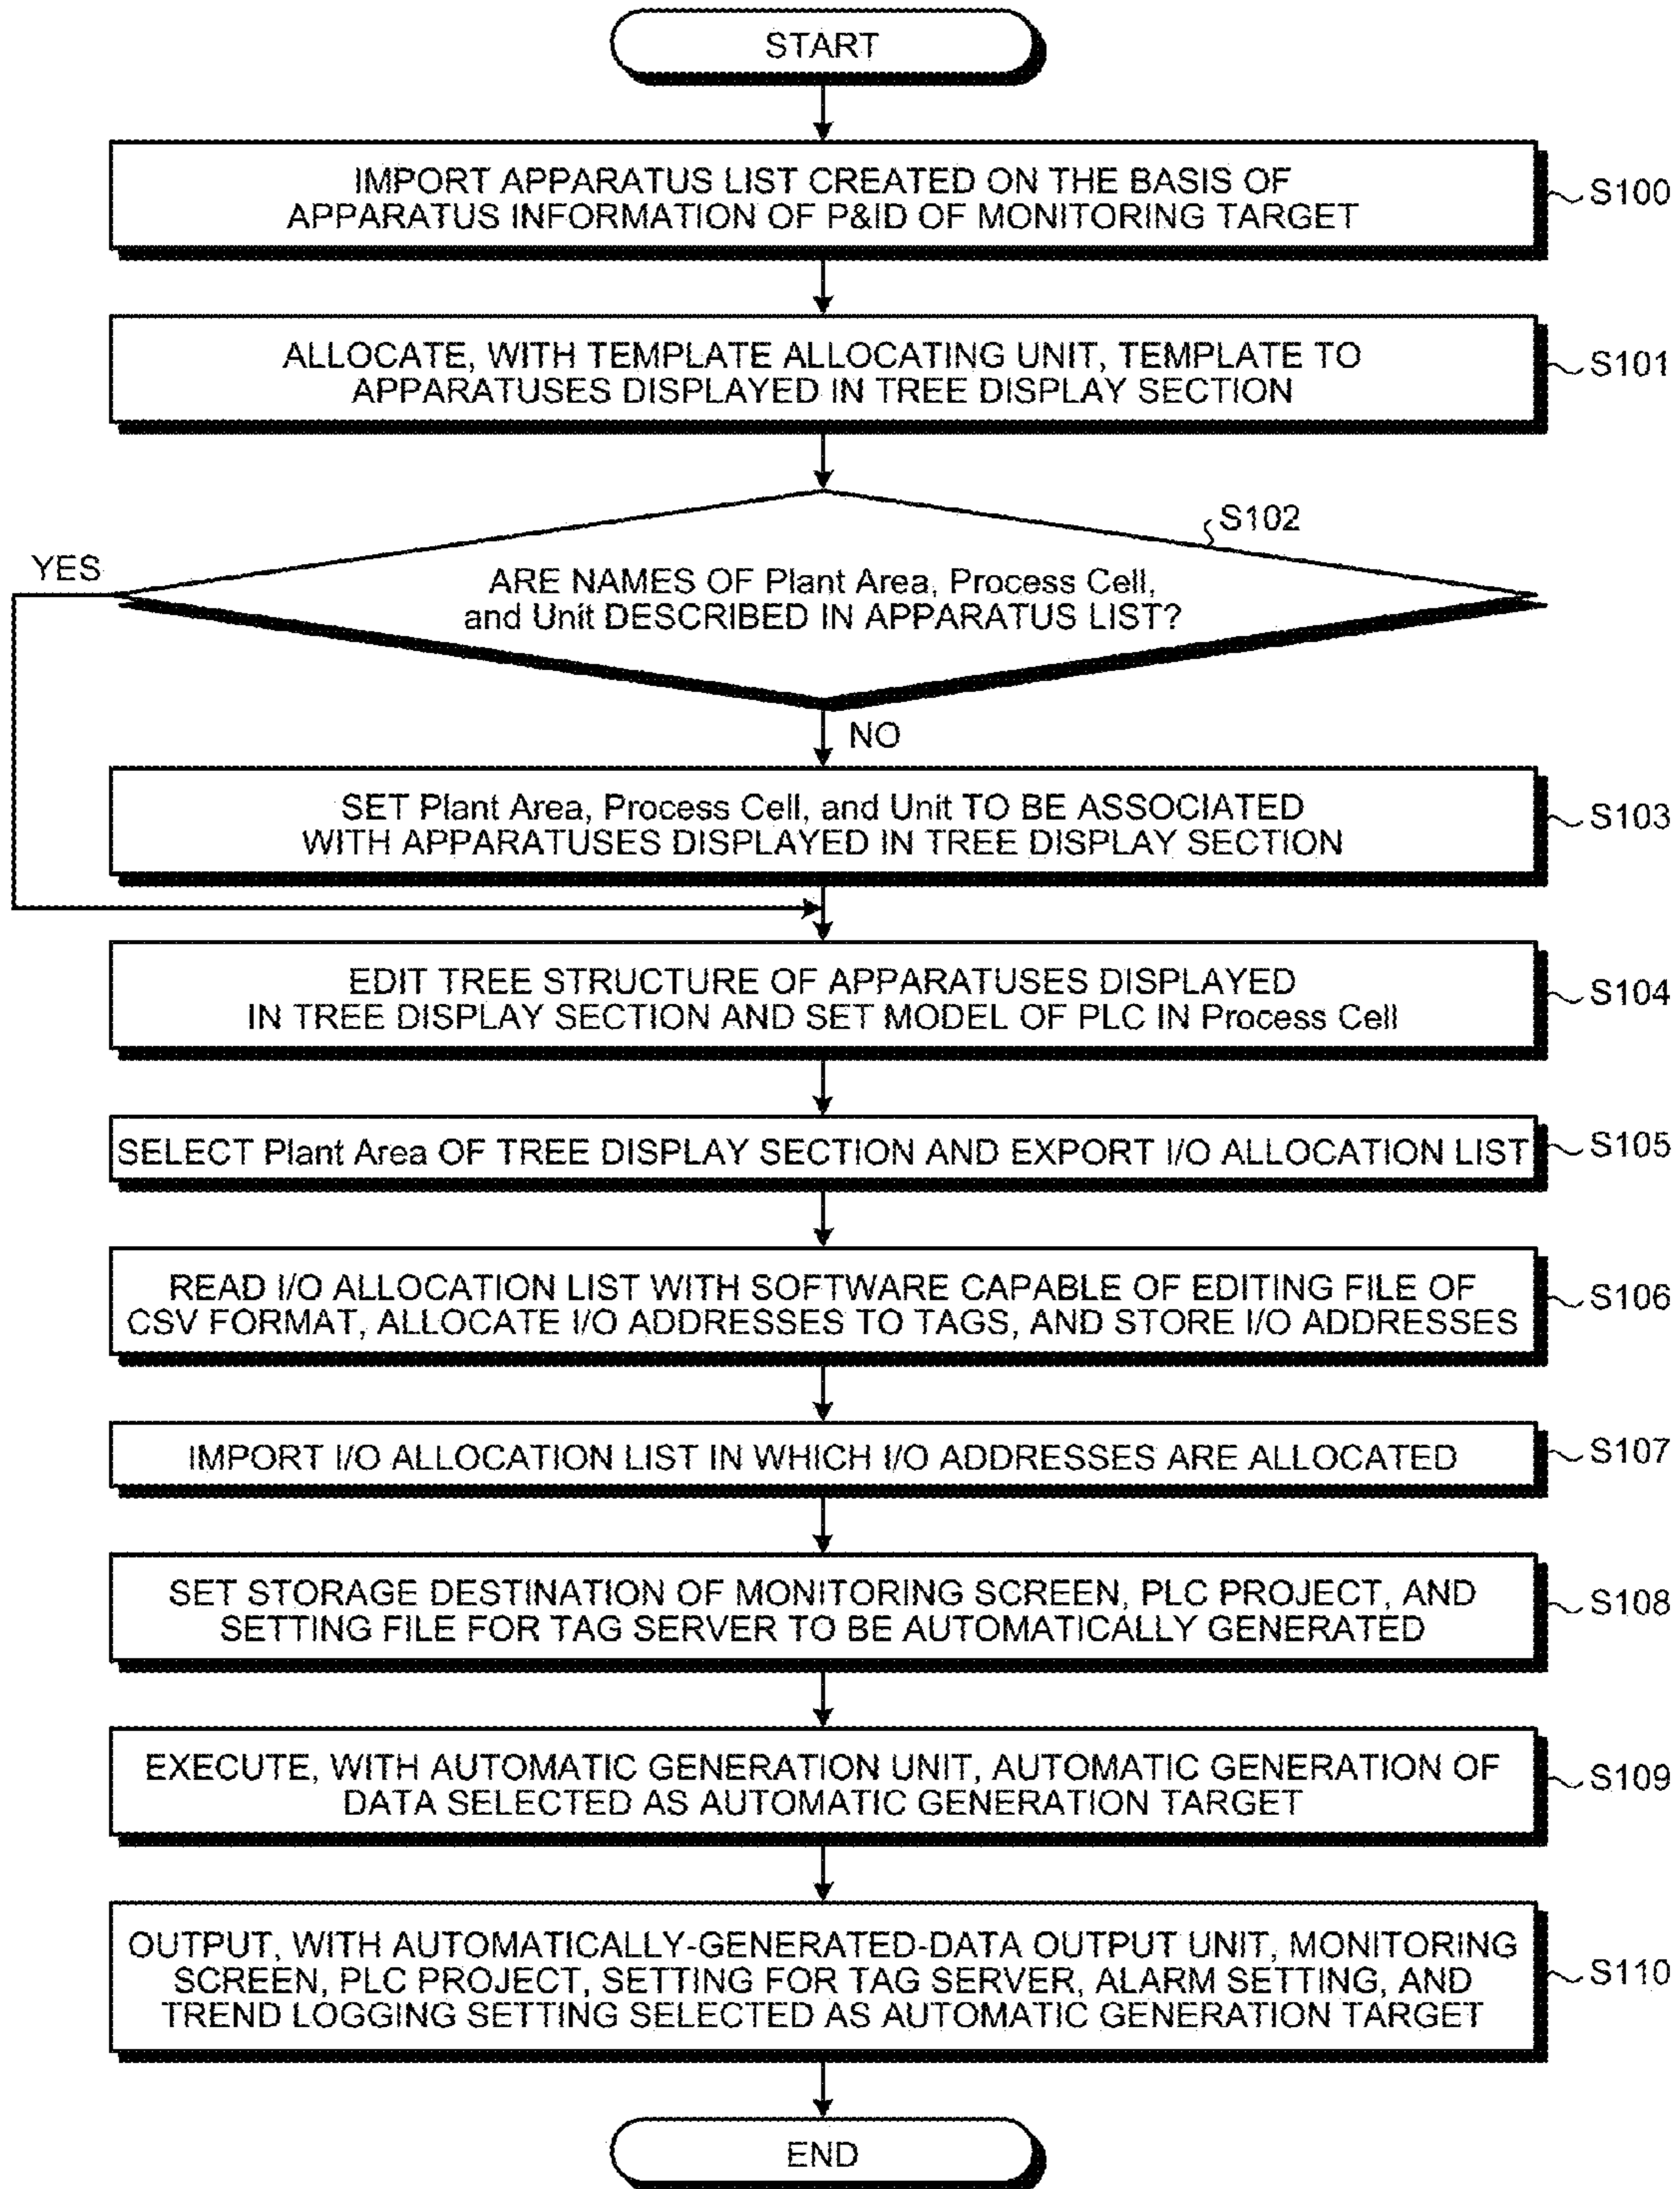 START
IMPORT APPARATUS LIST CREATED ON THE BASIS OF
APPARATUS INFORMATION OF P&ID OF MONITORING TARGET
S100
ALLOCATE, WITH TEMPLATE ALLOCATING UNIT, TEMPLATE TO
APPARATUSES DISPLAYED IN TREE DISPLAY SECTION
S101
S102
YES
ARE NAMES OF Plant Area, Process Cell,
and Unit DESCRIBED IN APPARATUS LIST?
NO
SET Plant Area, Process Cell, and Unit TO BE ASSOCIATED
WITH APPARATUSES DISPLAYED IN TREE DISPLAY SECTION
S103
EDIT TREE STRUCTURE OF APPARATUSES DISPLAYED
IN TREE DISPLAY SECTION AND SET MODEL OF PLC IN Process Cell
S104
SELECT Plant Area OF TREE DISPLAY SECTION AND EXPORT I/O ALLOCATION LIST
S105
READ I/O ALLOCATION LIST WITH SOFTWARE CAPABLE OF EDITING FILE OF
CSV FORMAT, ALLOCATE I/O ADDRESSES TO TAGS, AND STORE I/O ADDRESSES
S106
IMPORT I/O ALLOCATION LIST IN WHICH I/O ADDRESSES ARE ALLOCATED
S107
SET STORAGE DESTINATION OF MONITORING SCREEN, PLC PROJECT, AND
SETTING FILE FOR TAG SERVER TO BE AUTOMATICALLY GENERATED
S108
EXECUTE, WITH AUTOMATIC GENERATION UNIT, AUTOMATIC GENERATION OF
DATA SELECTED AS AUTOMATIC GENERATION TARGET
S109
OUTPUT, WITH AUTOMATICALLY-GENERATED-DATA OUTPUT UNIT, MONITORING
SCREEN, PLC PROJECT, SETTING FOR TAG SERVER, ALARM SETTING, AND
TREND LOGGING SETTING SELECTED AS AUTOMATIC GENERATION TARGET
S110
END